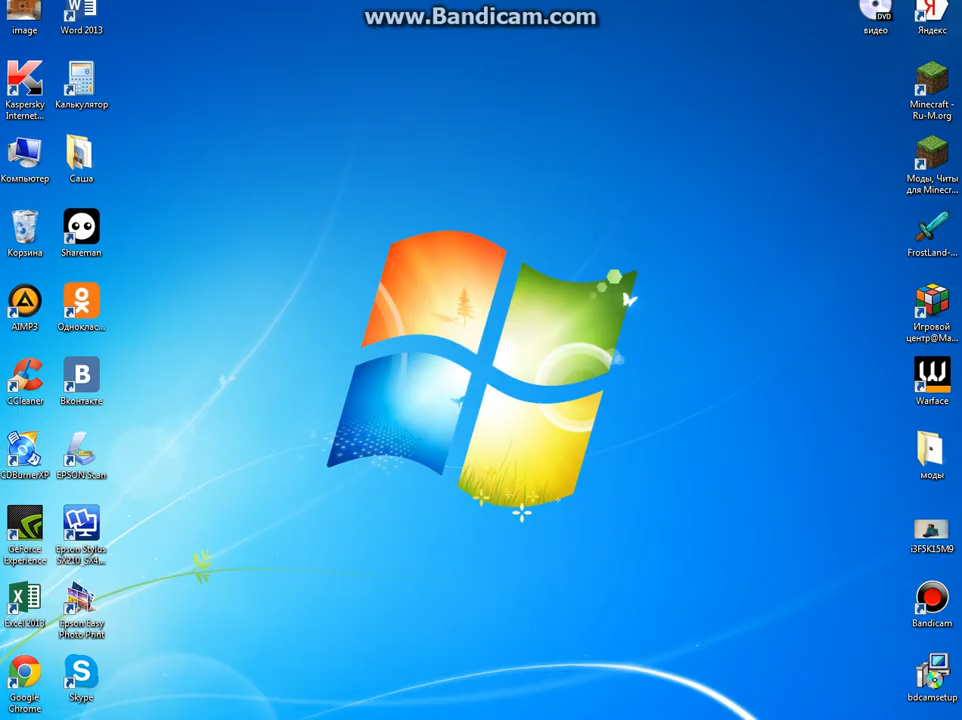 www.Bandicam.com
image
Word 2013
Kaspersky
Internet...
Калькулятор
Компьютер
Саша
Корзина
Shareman
AIMP3
Одноклас...
CCleaner
Вконтакте
CDBurnerXP
EPSON Scan
GeForce
Experience
Epson Stylus
SX210_SX4...
Excel 2013
Epson Easy
Photo Print
Google
Chrome
Skype
DVD
видео
Яндекс
Minecraft -
Ru-M.org
Моды, Читы
для Minecr...
FrostLand-...
Игровой
центр@Ma...
Warface
моды
i3F5K15M9
Bandicam
bdcamsetup